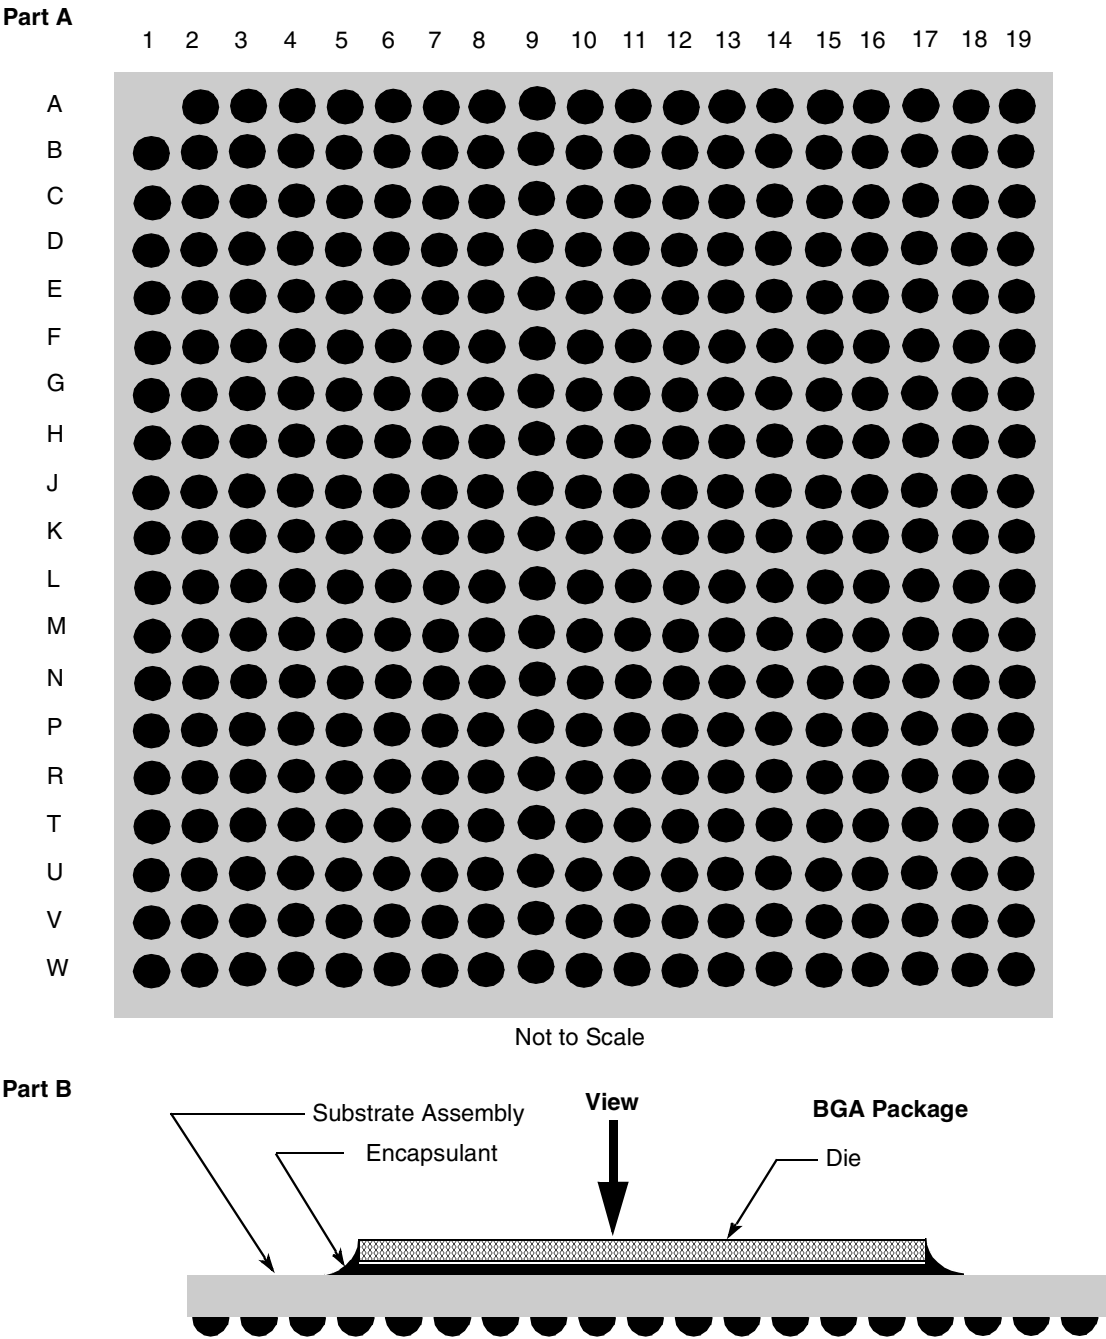 Part A
1 2 3 4 5 6 7 8 9 10 11 12 13 14 15 16 17 18 19
A
B
C
D
E
F
G
H
J
K
L
M
N
P
R
T
U
V
W
Not to Scale
Part B
View
BGA Package
Substrate Assembly
Encapsulant
Die